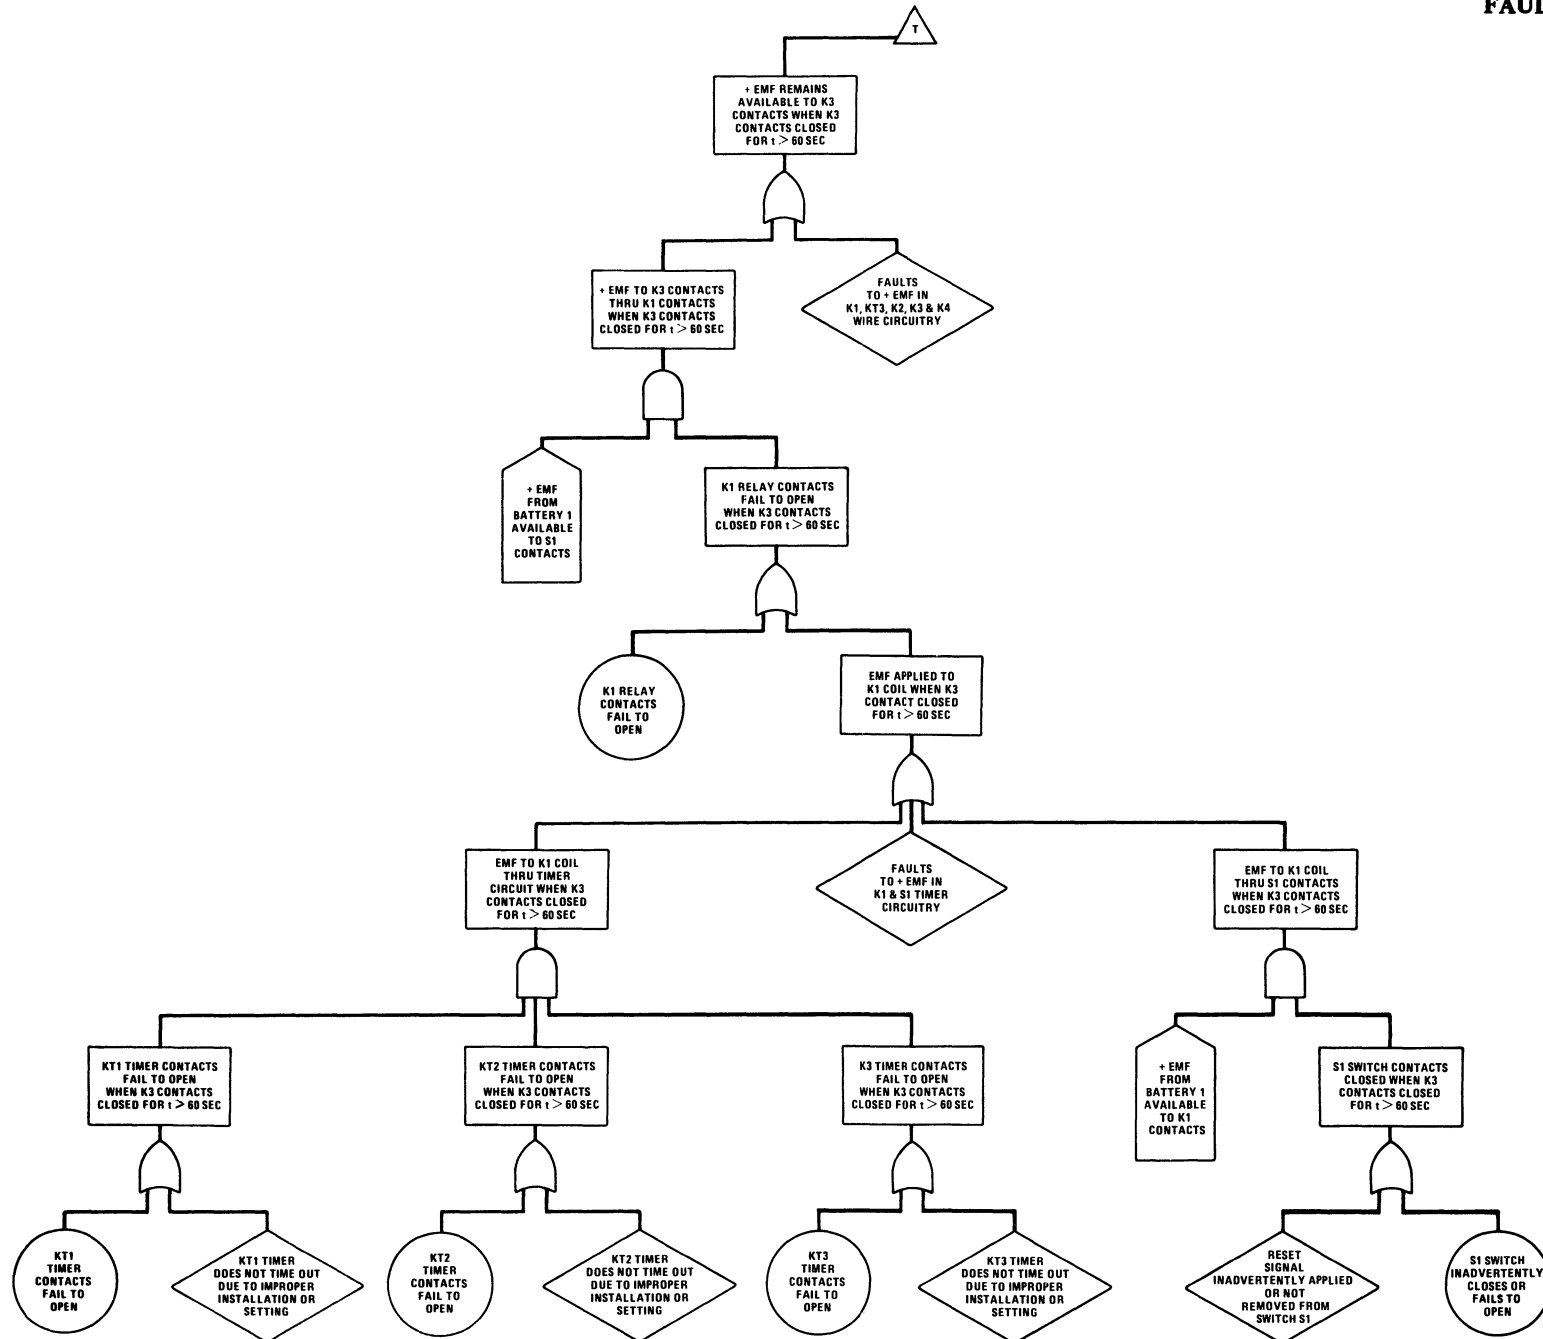 FAUL
T
+ EMF REMAINS
AVAILABLE TO K3
CONTACTS WHEN K3
CONTACTS CLOSED
FOR t > 60 SEC
+ EMF TO K3 CONTACTS
THRU K1 CONTACTS
WHEN K3 CONTACTS
CLOSED FOR t > 60 SEC
FAULTS
TO + EMF IN
K1, KT3, K2, K3 & K4
WIRE CIRCUITRY
+ EMF
FROM
BATTERY 1
AVAILABLE
TO S1
CONTACTS
K1 RELAY CONTACTS
FAIL TO OPEN
WHEN K3 CONTACTS
CLOSED FOR t > 60 SEC
K1 RELAY
CONTACTS
FAIL TO
OPEN
EMF APPLIED TO
K1 COIL WHEN K3
CONTACT CLOSED
FOR t > 60 SEC
EMF TO K1 COIL
THRU TIMER
CIRCUIT WHEN K3
CONTACTS CLOSED
FOR t > 60 SEC
FAULTS
TO + EMF IN
K1 & S1 TIMER
CIRCUITRY
EMF TO K1 COIL
THRU S1 CONTACTS
WHEN K3 CONTACTS
CLOSED FOR t > 60 SEC
KT1 TIMER CONTACTS
FAIL TO OPEN
WHEN K3 CONTACTS
CLOSED FOR t > 60 SEC
KT2 TIMER CONTACTS
FAIL TO OPEN
WHEN K3 CONTACTS
CLOSED FOR t > 60 SEC
K3 TIMER CONTACTS
FAIL TO OPEN
WHEN K3 CONTACTS
CLOSED FOR t > 60 SEC
+ EMF
FROM
BATTERY 1
AVAILABLE
TO K1
CONTACTS
S1 SWITCH CONTACTS
CLOSED WHEN K3
CONTACTS CLOSED
FOR t > 60 SEC
KT1
TIMER
CONTACTS
FAIL TO
OPEN
KT1 TIMER
DOES NOT TIME OUT
DUE TO IMPROPER
INSTALLATION OR
SETTING
KT2
TIMER
CONTACTS
FAIL TO
OPEN
KT2 TIMER
DOES NOT TIME OUT
DUE TO IMPROPER
INSTALLATION OR
SETTING
KT3
TIMER
CONTACTS
FAIL TO
OPEN
KT3 TIMER
DOES NOT TIME OUT
DUE TO IMPROPER
INSTALLATION OR
SETTING
RESET
SIGNAL
INADVERTENTLY APPLIED
OR NOT
REMOVED FROM
SWITCH S1
S1 SWITCH
INADVERTENTLY
CLOSES OR
FAILS TO
OPEN